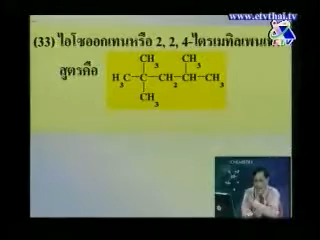 www.etvthai.tv
(33) ไอโซออกเทนหรือ 2, 2, 4-ไตรเมทิลเพนเท
สูตรคือ
CH3 CH3
H3C-C-CH2-CH-CH3
CH3